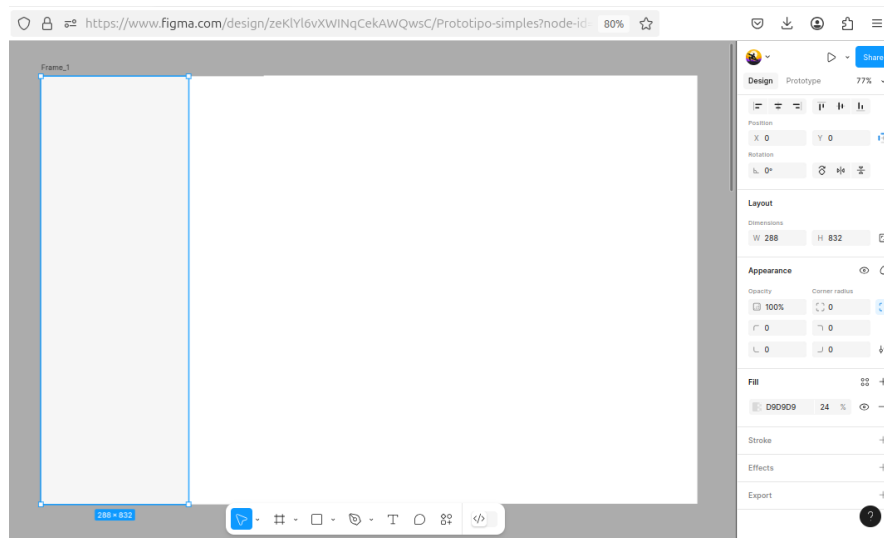 https://www.figma.com/design/zeKlYl6vXWINqCekAWQwsC/Prototipo-simples?node-id 80%
Share
Frame_1
Design Prototype 77%
Position
X 0 Y 0
Rotation
0°
Layout
Dimensions
W 288 H 832
Appearance
Opacity Corner radius
100% 0
0 0
0 0
Fill
D9D9D9 24 %
Stroke
Effects
Export
288 × 832
?